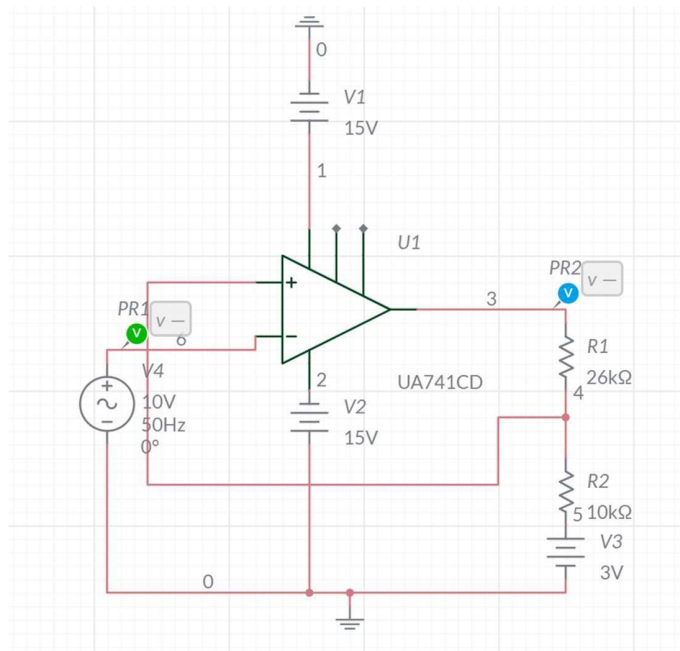 0
V1
15V
1
U1
+
PR2
v —
V
3
PR1
v —
V
6
−
R1
26kΩ
4
V4
+
10V
50Hz
0°
−
2
UA741CD
V2
15V
R2
5 10kΩ
V3
3V
0